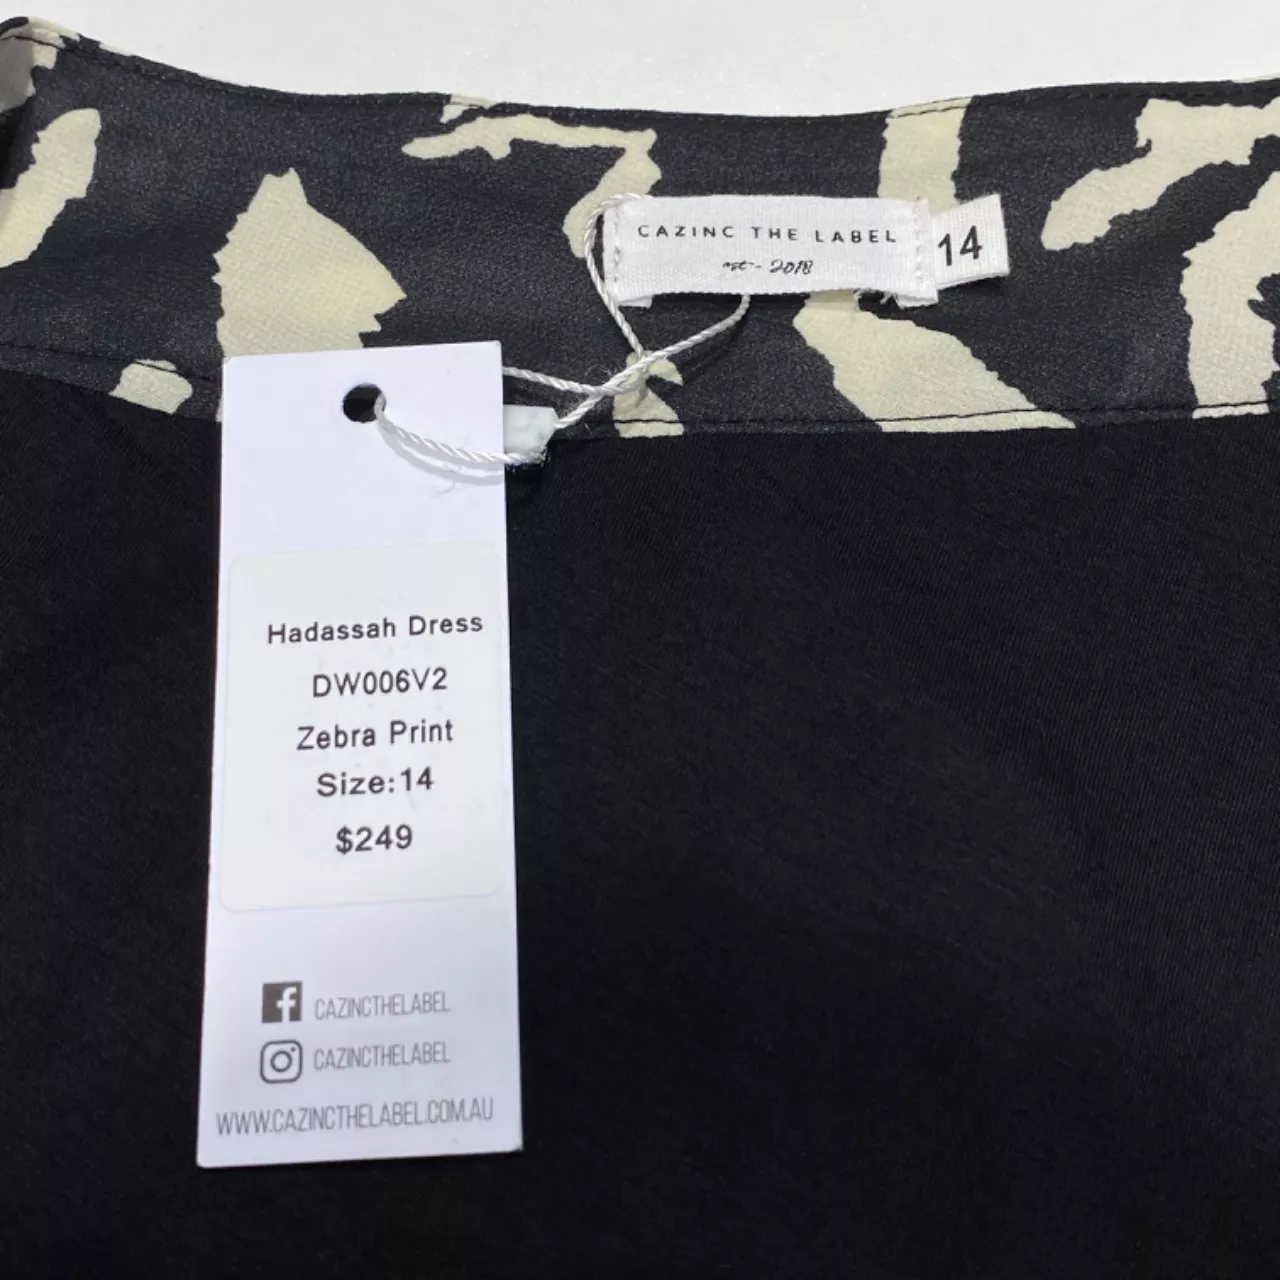 CAZINC THE LABEL
est - 2018
14
Hadassah Dress
DW006V2
Zebra Print
Size:14
$249
f CAZINCTHELABEL
CAZINCTHELABEL
WWW.CAZINCTHELABEL.COM.AU